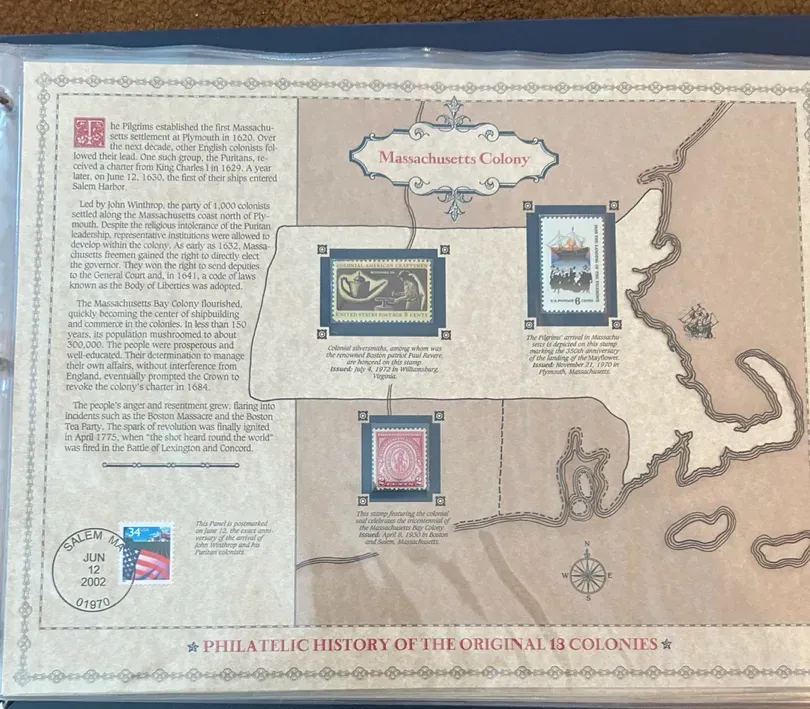 Massachusetts Colony
The Pilgrims established the first Massachu-
setts settlement at Plymouth in 1620. Over
the next decade, other English colonists fol-
lowed their lead. One such group, the Puritans, re-
ceived a charter from King Charles I in 1629. A year
later, on June 12, 1630, the first of their ships entered
Salem Harbor.
Led by John Winthrop, the party of 1,000 colonists
settled along the Massachusetts coast north of Ply-
mouth. Despite the religious intolerance of the Puritan
leadership, representative institutions were allowed to
develop within the colony. As early as 1632, Massa-
chusetts freemen gained the right to directly elect
the governor. They won the right to send deputies
to the General Court and, in 1641, a code of laws
known as the Body of Liberties was adopted.
The Massachusetts Bay Colony flourished,
quickly becoming the center of shipbuilding
and commerce in the colonies. In less than 150
years, its population mushroomed to about
300,000. The people were prosperous and
well-educated. Their determination to manage
their own affairs, without interference from
England, eventually prompted the Crown to
revoke the colony's charter in 1684.
The people's anger and resentment grew, flaring into
incidents such as the Boston Massacre and the Boston
Tea Party. The spark of revolution was finally ignited
in April 1775, when "the shot heard round the world"
was fired in the Battle of Lexington and Concord.
COLONIAL AMERICAN CRAFTSMEN
UNITED STATES POSTAGE 8 CENTS
Colonial silversmiths, among whom was
the renowned Boston patriot Paul Revere,
are honored on this stamp.
Issued: July 4, 1972 in Williamsburg,
Virginia.
THE LANDING OF THE PILGRIMS
U.S. POSTAGE 6 CENTS
The Pilgrims' arrival in Massachu-
setts is depicted on this stamp
marking the 350th anniversary
of the landing of the Mayflower.
Issued: November 21, 1970 in
Plymouth, Massachusetts.
2 CENTS 2
This stamp featuring the colonial
seal celebrates the tricentennial of
the Massachusetts Bay Colony.
Issued: April 8, 1930 in Boston
and Salem, Massachusetts.
SALEM MA
JUN
12
2002
01970
34 USA
This Panel is postmarked
on June 12, the exact anni-
versary of the arrival of
John Winthrop and his
Puritan colonists.
N
W E
S
PHILATELIC HISTORY OF THE ORIGINAL 13 COLONIES